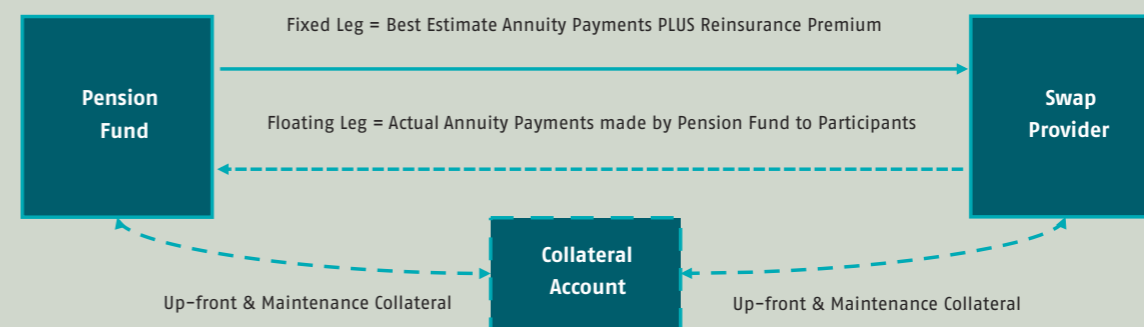 Fixed Leg = Best Estimate Annuity Payments PLUS Reinsurance Premium
Pension
Fund
Swap
Provider
Floating Leg = Actual Annuity Payments made by Pension Fund to Participants
Collateral
Account
Up-front & Maintenance Collateral
Up-front & Maintenance Collateral